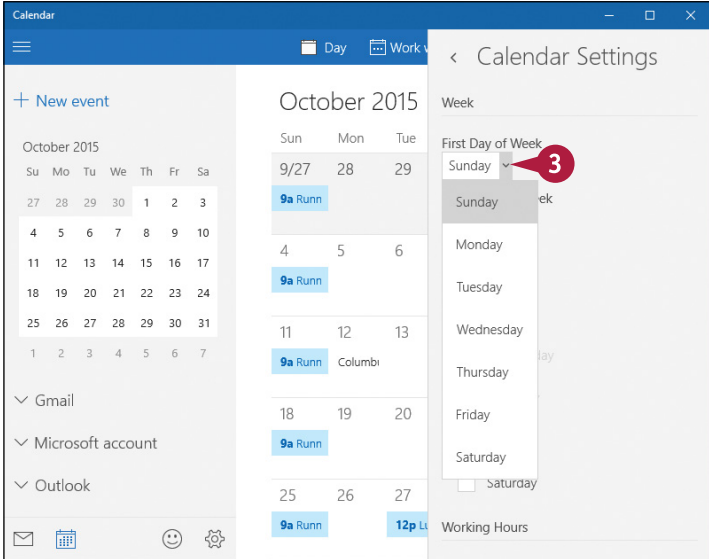 Calendar
Day
Work
Calendar Settings
New event
October 2015
Week
October 2015
Sun Mon Tue
First Day of Week
Su Mo Tu We Th Fr Sa
9/27 28 29
Sunday
3
27 28 29 30 1 2 3
9a Runn
Sunday
4 5 6 7 8 9 10
4 5 6
Monday
11 12 13 14 15 16 17
9a Runn
Tuesday
18 19 20 21 22 23 24
25 26 27 28 29 30 31
11 12 13
Wednesday
1 2 3 4 5 6 7
9a Runn Columb
Thursday
Gmail
18 19 20
Friday
Microsoft account
9a Runn
Saturday
Outlook
Saturday
25 26 27
9a Runn 12p
Working Hours